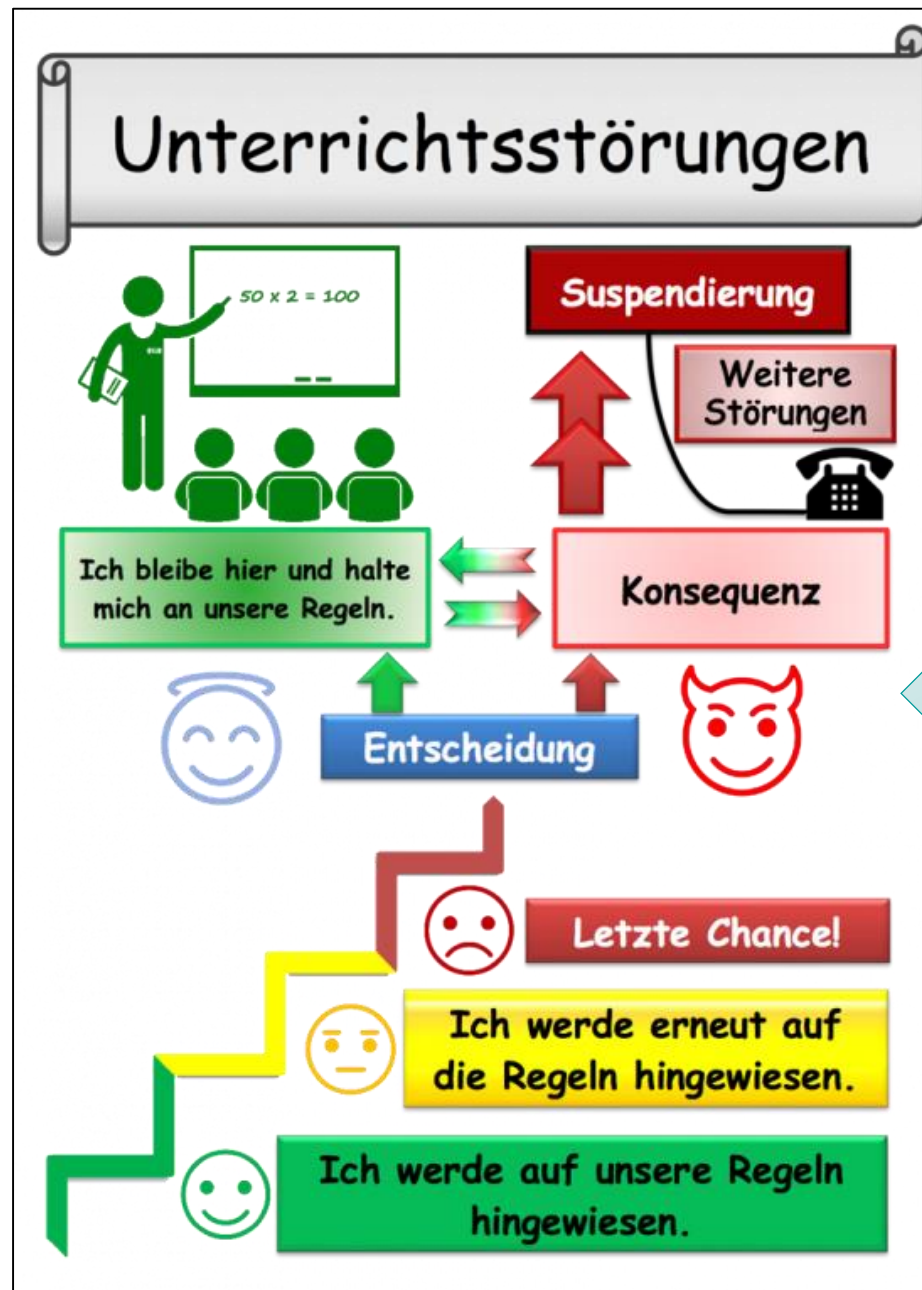 Unterrichtsstörungen
50 x 2 = 100
Suspendierung
Weitere
Störungen
Ich bleibe hier und halte
mich an unsere Regeln.
Konsequenz
Entscheidung
Letzte Chance!
Ich werde erneut auf
die Regeln hingewiesen.
Ich werde auf unsere Regeln
hingewiesen.